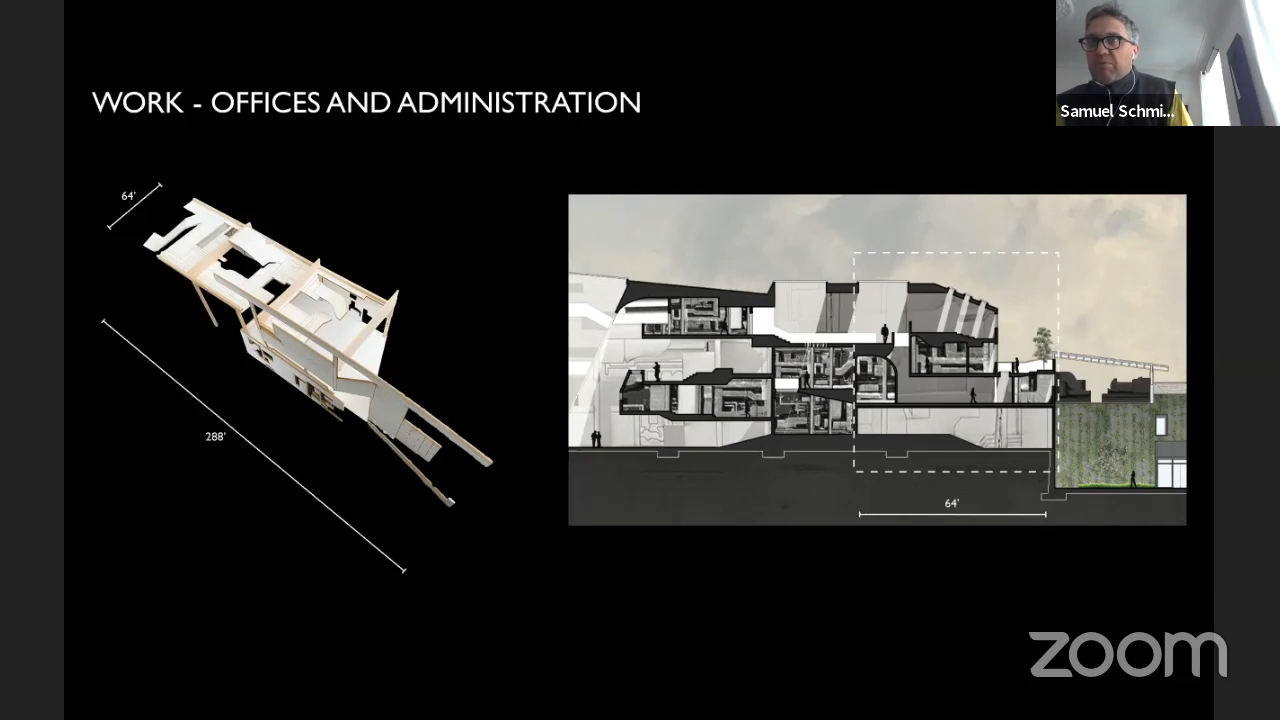 WORK - OFFICES AND ADMINISTRATION
Samuel Schmi...
64'
288'
64'
zoom